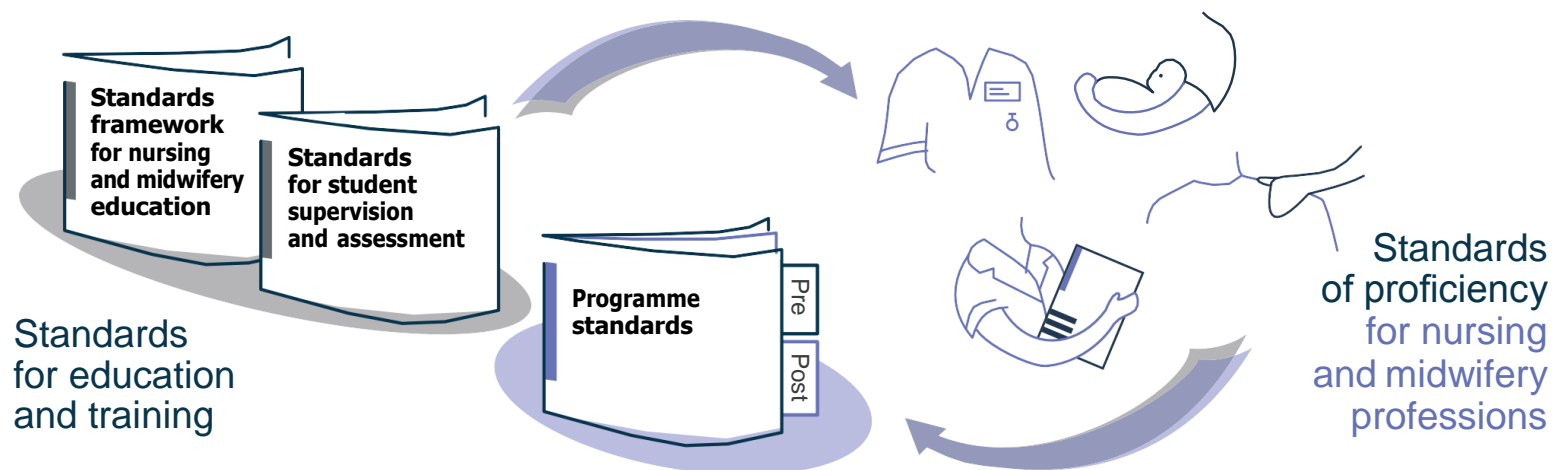 Standards
framework
for nursing
and midwifery
education
Standards
for student
supervision
and assessment
Programme
standards
Pre
Post
Standards
for education
and training
Standards
of proficiency
for nursing
and midwifery
professions